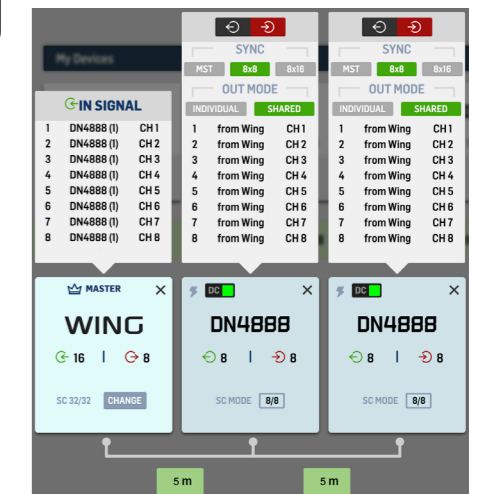 My Devices
IN SIGNAL
1 DN4888 (1) CH 1
2 DN4888 (1) CH 2
3 DN4888 (1) CH 3
4 DN4888 (1) CH 4
5 DN4888 (1) CH 5
6 DN4888 (1) CH 6
7 DN4888 (1) CH 7
8 DN4888 (1) CH 8
MASTER
WING
16 | 8
SC 32/32 CHANGE
SYNC
MST 8x8 8x16
OUT MODE
INDIVIDUAL SHARED
1 from Wing CH 1
2 from Wing CH 2
3 from Wing CH 3
4 from Wing CH 4
5 from Wing CH 5
6 from Wing CH 6
7 from Wing CH 7
8 from Wing CH 8
DC
DN4888
8 | 8
SC MODE 8/8
SYNC
MST 8x8 8x16
OUT MODE
INDIVIDUAL SHARED
1 from Wing CH 1
2 from Wing CH 2
3 from Wing CH 3
4 from Wing CH 4
5 from Wing CH 5
6 from Wing CH 6
7 from Wing CH 7
8 from Wing CH 8
DC
DN4888
8 | 8
SC MODE 8/8
5 m
5 m